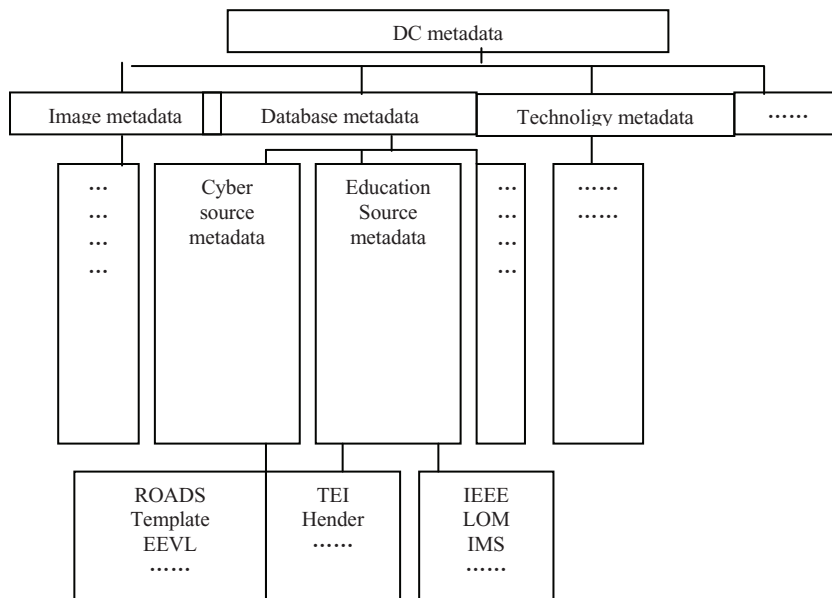 DC metadata
Image metadata
Database metadata
Technoligy metadata
……
…
…
…
…
Cyber
source
metadata
Education
Source
metadata
…
…
…
…
……
……
ROADS
Template
EEVL
……
TEI
Hender
……
IEEE
LOM
IMS
……